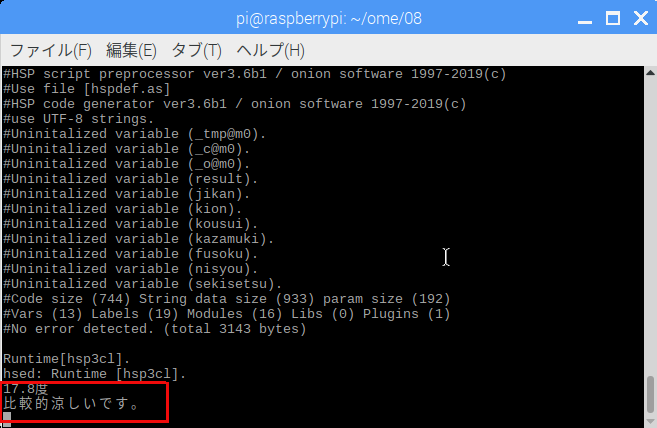 pi@raspberrypi: ~/ome/08
ファイル(F) 編集(E) タブ(T) ヘルプ(H)
#HSP script preprocessor ver3.6b1 / onion software 1997-2019(c)
#Use file [hspdef.as]
#HSP code generator ver3.6b1 / onion software 1997-2019(c)
#use UTF-8 strings.
#Uninitalized variable (_tmp@m0).
#Uninitalized variable (_c@m0).
#Uninitalized variable (_o@m0).
#Uninitalized variable (result).
#Uninitalized variable (jikan).
#Uninitalized variable (kion).
#Uninitalized variable (kousui).
#Uninitalized variable (kazamuki).
#Uninitalized variable (fusoku).
#Uninitalized variable (nisyou).
#Uninitalized variable (sekisetsu).
#Code size (744) String data size (933) param size (192)
#Vars (13) Labels (19) Modules (16) Libs (0) Plugins (1)
#No error detected. (total 3143 bytes)
Runtime[hsp3cl].
hsed: Runtime [hsp3cl].
17.8度
比較的涼しいです。